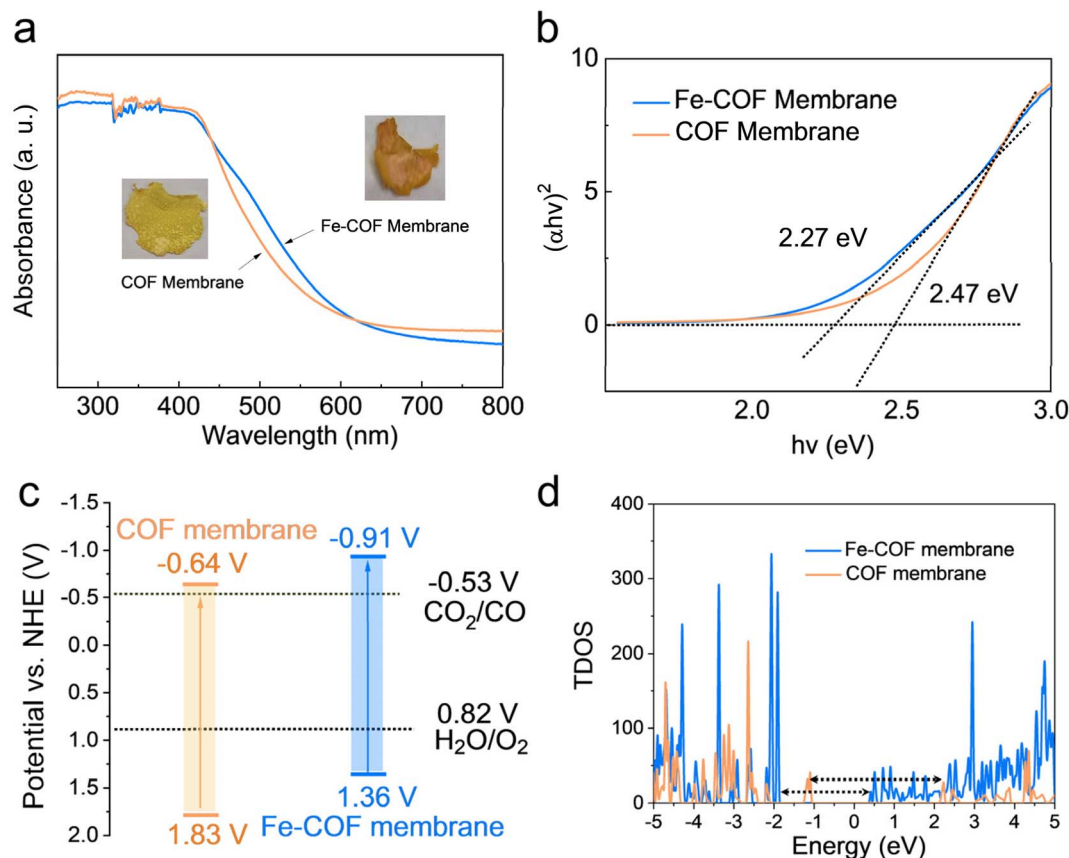 a
Absorbance (a. u.)
COF Membrane
Fe-COF Membrane
300 400 500 600 700 800
Wavelength (nm)
b
10
5
0
(αhν)²
Fe-COF Membrane
COF Membrane
2.27 eV
2.47 eV
2.0 2.5 3.0
hν (eV)
c
Potential vs. NHE (V)
-1.5
-1.0
-0.5
0.0
0.5
1.0
1.5
2.0
COF membrane
-0.64 V
-0.91 V
-0.53 V
CO₂/CO
0.82 V
H₂O/O₂
1.36 V
1.83 V
Fe-COF membrane
d
TDOS
400
300
200
100
0
Fe-COF membrane
COF membrane
-5 -4 -3 -2 -1 0 1 2 3 4 5
Energy (eV)